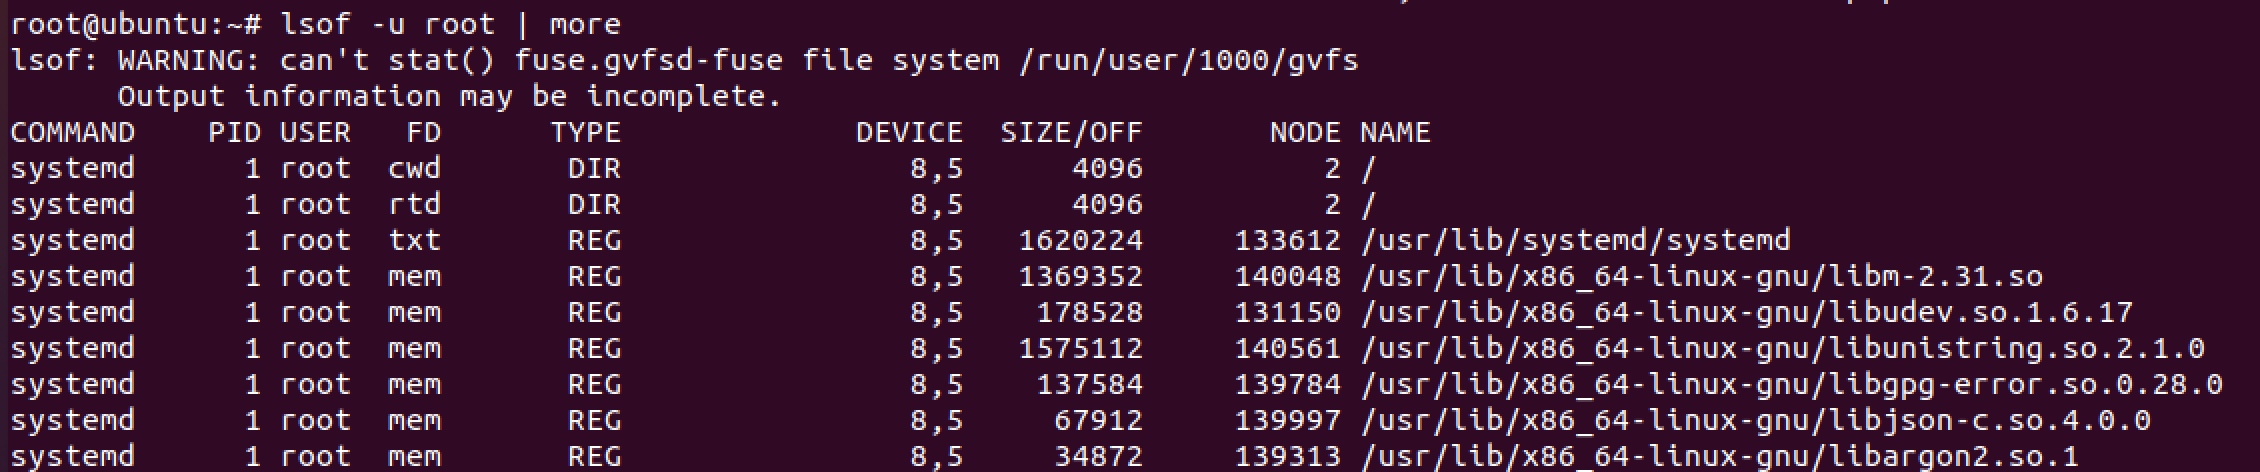 root@ubuntu:~# lsof -u root | more
lsof: WARNING: can't stat() fuse.gvfsd-fuse file system /run/user/1000/gvfs
      Output information may be incomplete.
COMMAND    PID USER   FD      TYPE             DEVICE  SIZE/OFF       NODE NAME
systemd      1 root  cwd       DIR                8,5      4096          2 /
systemd      1 root  rtd       DIR                8,5      4096          2 /
systemd      1 root  txt       REG                8,5   1620224     133612 /usr/lib/systemd/systemd
systemd      1 root  mem       REG                8,5   1369352     140048 /usr/lib/x86_64-linux-gnu/libm-2.31.so
systemd      1 root  mem       REG                8,5    178528     131150 /usr/lib/x86_64-linux-gnu/libudev.so.1.6.17
systemd      1 root  mem       REG                8,5   1575112     140561 /usr/lib/x86_64-linux-gnu/libunistring.so.2.1.0
systemd      1 root  mem       REG                8,5    137584     139784 /usr/lib/x86_64-linux-gnu/libgpg-error.so.0.28.0
systemd      1 root  mem       REG                8,5     67912     139997 /usr/lib/x86_64-linux-gnu/libjson-c.so.4.0.0
systemd      1 root  mem       REG                8,5     34872     139313 /usr/lib/x86_64-linux-gnu/libargon2.so.1